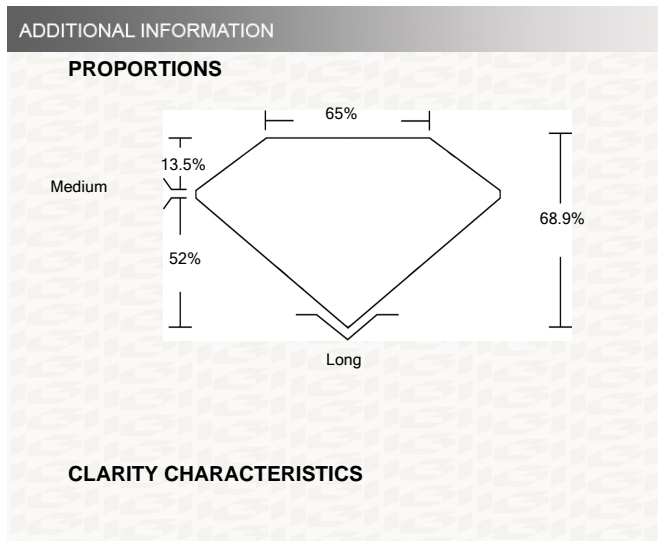 ADDITIONAL INFORMATION
PROPORTIONS
65%
13.5%
Medium
68.9%
52%
Long
CLARITY CHARACTERISTICS